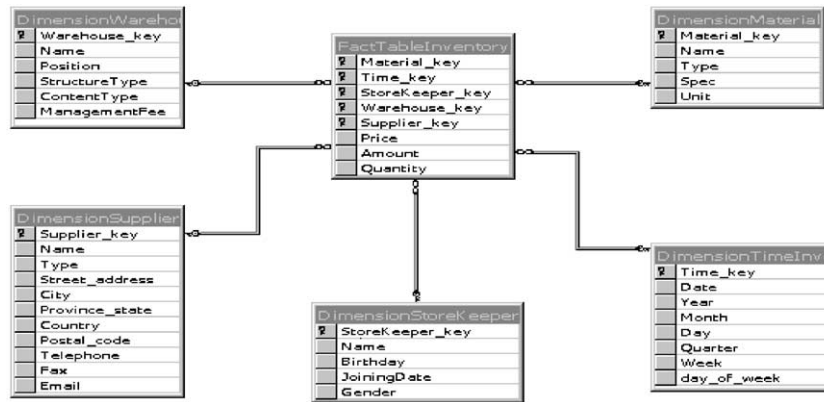 DimensionWareho
Warehouse_key
Name
Position
StructureType
ContentType
ManagementFee
FactTableInventory
Material_key
Time_key
StoreKeeper_key
Warehouse_key
Supplier_key
Price
Amount
Quantity
DimensionMaterial
Material_key
Name
Type
Spec
Unit
DimensionSupplier
Supplier_key
Name
Type
Street_address
City
Province_state
Country
Postal_code
Telephone
Fax
Email
DimensionStoreKeeper
StoreKeeper_key
Name
Birthday
JoiningDate
Gender
DimensionTimeInv
Time_key
Date
Year
Month
Day
Quarter
Week
day_of_week